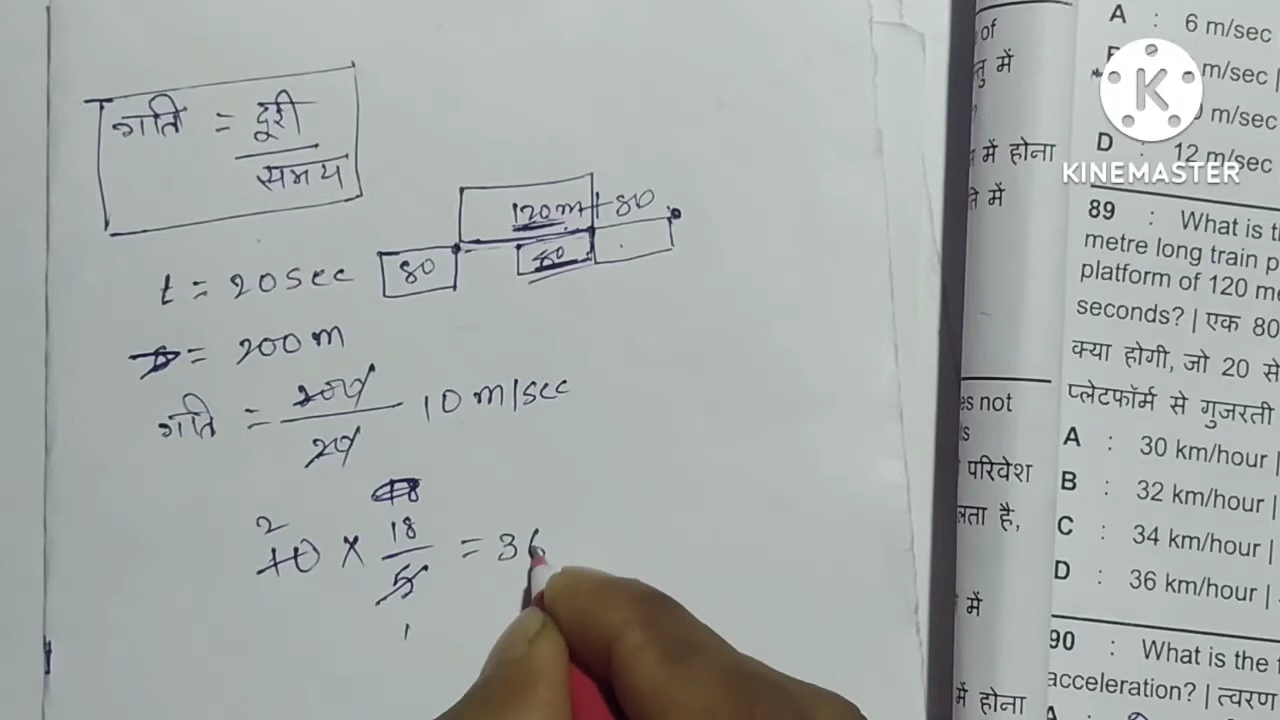 गति = दूरी
समय
120m+80
80
80
t = 20sec
= 200m
गति = 200
20
10m/sec
2
10 × 18
5
1
= 36
of
में
में होना
में
es not
परिवेश
में
में होना
A : 6 m/sec
m/sec |
m/sec
D : 12 m/sec
KINEMASTER
89 : What is
metre long train
platform of 120
seconds? | एक 80
क्या होगी, जो 20
प्लेटफॉर्म से गुजरती
A : 30 km/hour |
B : 32 km/hour |
C : 34 km/hour |
D : 36 km/hour |
90 : What is the
acceleration? | त्वरण